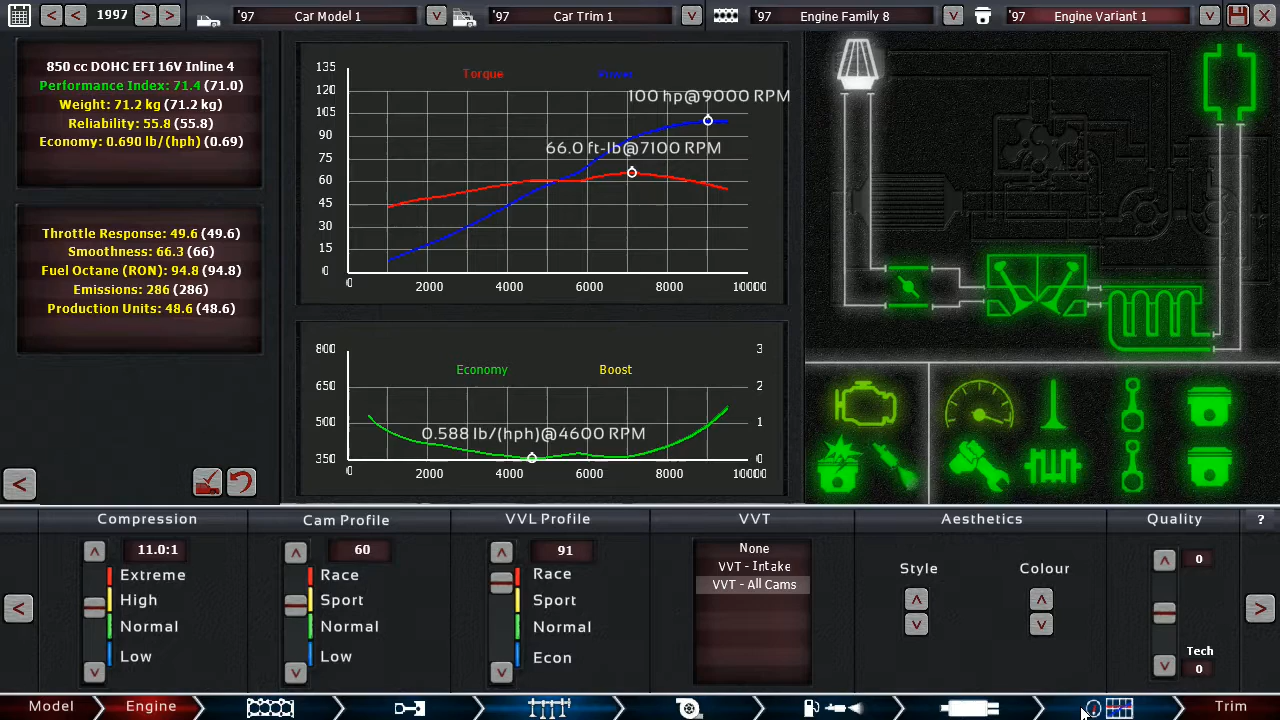 1997
'97 Car Model 1
'97 Car Trim 1
'97 Engine Family 8
'97 Engine Variant 1
850 cc DOHC EFI 16V Inline 4
Performance Index: 71.4 (71.0)
Weight: 71.2 kg (71.2 kg)
Reliability: 55.8 (55.8)
Economy: 0.690 lb/(hph) (0.69)
Throttle Response: 49.6 (49.6)
Smoothness: 66.3 (66)
Fuel Octane (RON): 94.8 (94.8)
Emissions: 286 (286)
Production Units: 48.6 (48.6)
135
120
105
90
75
60
45
30
15
0
Torque
Power
100 hp@9000 RPM
66.0 ft-lb@7100 RPM
0 2000 4000 6000 8000 10000
800
650
500
350
Economy
Boost
3
2
1
0
0.588 lb/(hph)@4600 RPM
0 2000 4000 6000 8000 10000
Compression
11.0:1
Extreme
High
Normal
Low
Cam Profile
60
Race
Sport
Normal
Low
VVL Profile
91
Race
Sport
Normal
Econ
VVT
None
VVT - Intake
VVT - All Cams
Aesthetics
Style
Colour
Quality
0
Tech
0
?
Model
Engine
Trim